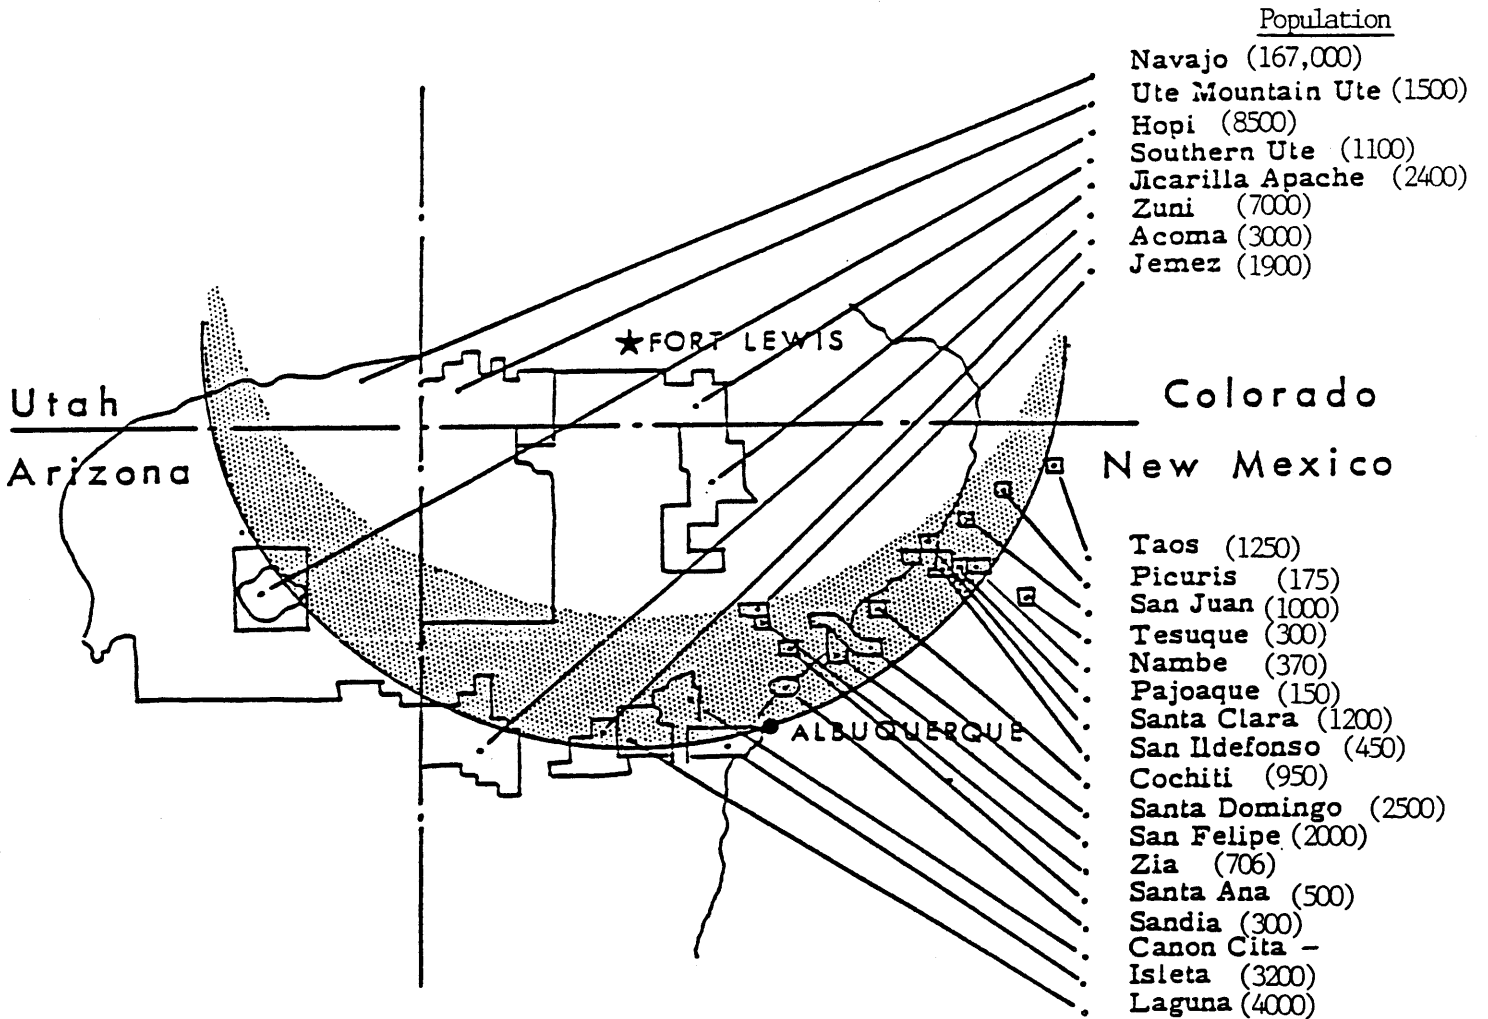 Population
Navajo (167,000)
Ute Mountain Ute (1500)
Hopi (8500)
Southern Ute (1100)
Jicarilla Apache (2400)
Zuni (7000)
Acoma (3000)
Jemez (1900)
★FORT LEWIS
Utah
Colorado
Arizona
New Mexico
Taos (1250)
Picuris (175)
San Juan (1000)
Tesuque (300)
Nambe (370)
Pajoaque (150)
Santa Clara (1200)
ALBUQUERQUE
San Ildefonso (450)
Cochiti (950)
Santa Domingo (2500)
San Felipe (2000)
Zia (706)
Santa Ana (500)
Sandia (300)
Canon Cita –
Isleta (3200)
Laguna (4000)